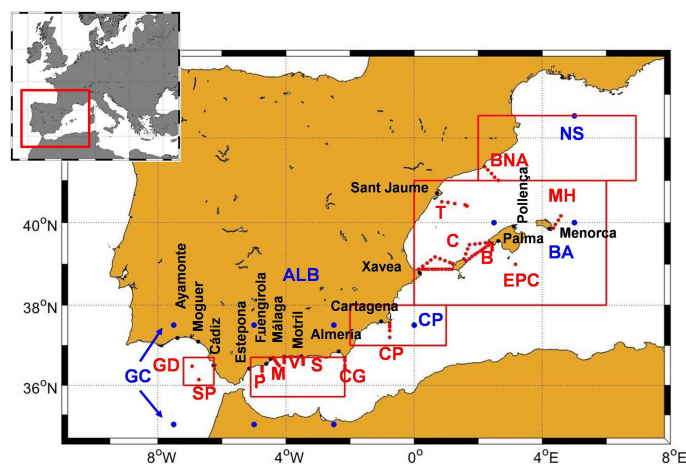 NS
BNA
Sant Jaume
T
MH
Pollença
40°N
C
Palma
Menorca
B
BA
Xavea
EPC
ALB
38°N
Ayamonte
Moguer
Cádiz
Estepona
Fuengirola
Málaga
Motril
Cartagena
Almería
CP
CP
GD
GC
SP
P
M
V
S
CG
36°N
8°W
4°W
0°
4°E
8°E